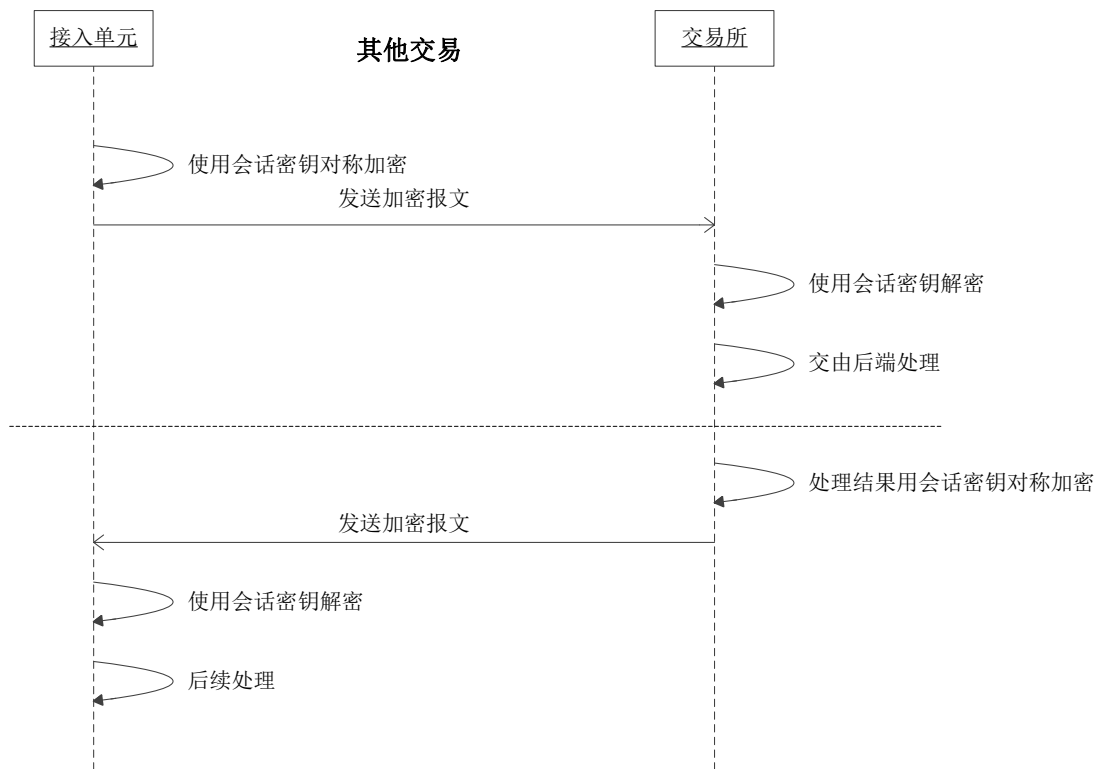 接入单元
其他交易
交易所
使用会话密钥对称加密
发送加密报文
使用会话密钥解密
交由后端处理
处理结果用会话密钥对称加密
发送加密报文
使用会话密钥解密
后续处理